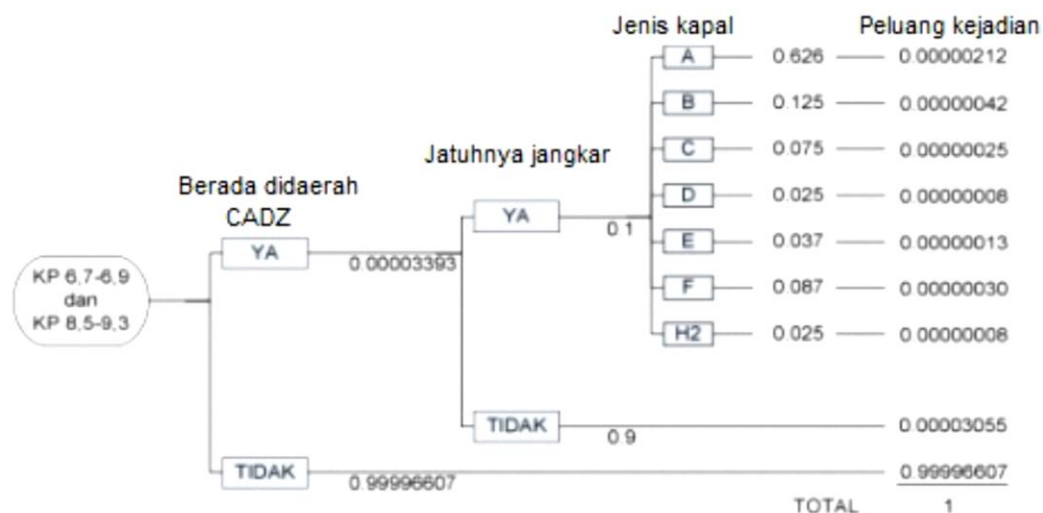 Jenis kapal Peluang kejadian
A 0.626 0.00000212
B 0.125 0.00000042
C 0.075 0.00000025
D 0.025 0.00000008
E 0.037 0.00000013
F 0.087 0.00000030
H2 0.025 0.00000008
Jatuhnya jangkar
YA 0.1
Berada didaerah
CADZ
YA 0.00003393
KP 6,7-6,9
dan
KP 8,5-9,3
TIDAK 0.9 0.00003055
TIDAK 0.99996607 0.99996607
TOTAL 1